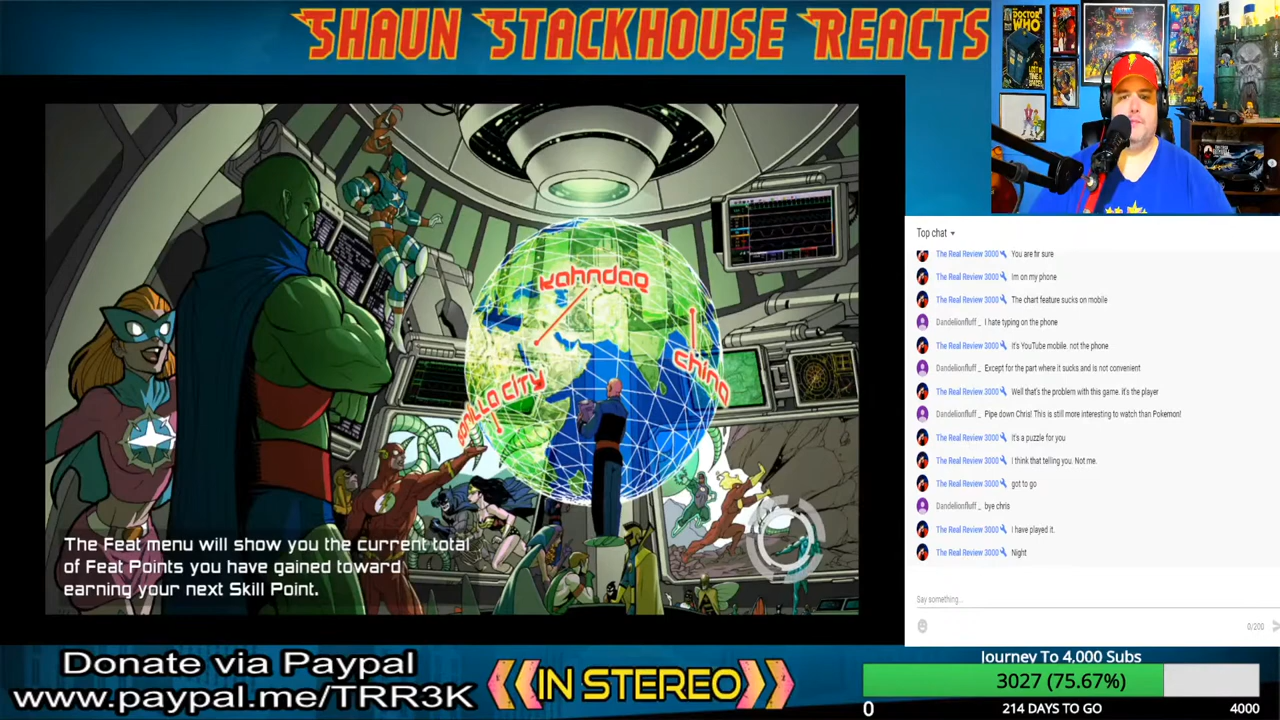 SHAUN STACKHOUSE REACTS
DOCTOR WHO
Top chat
The Real Review 3000 You are fir sure
The Real Review 3000 Im on my phone
The Real Review 3000 The chart feature sucks on mobile
Dandelionfluff_ I hate typing on the phone
The Real Review 3000 it's YouTube mobile. not the phone
Dandelionfluff_ Except for the part where it sucks and is not convenient
The Real Review 3000 Well that's the problem with this game. it's the player
Dandelionfluff_ Pipe down Chris! This is still more interesting to watch than Pokemon!
The Real Review 3000 It's a puzzle for you
The Real Review 3000 I think that telling you. Not me.
The Real Review 3000 got to go
Dandelionfluff_ bye chris
The Real Review 3000 I have played it.
The Real Review 3000 Night
Say something...
0/200
Kahndaq
China
City
The Feat menu will show you the current total
of Feat Points you have gained toward
earning your next Skill Point.
Donate via Paypal
www.paypal.me/TRR3K
IN STEREO
Journey To 4,000 Subs
3027 (75.67%)
0
214 DAYS TO GO
4000